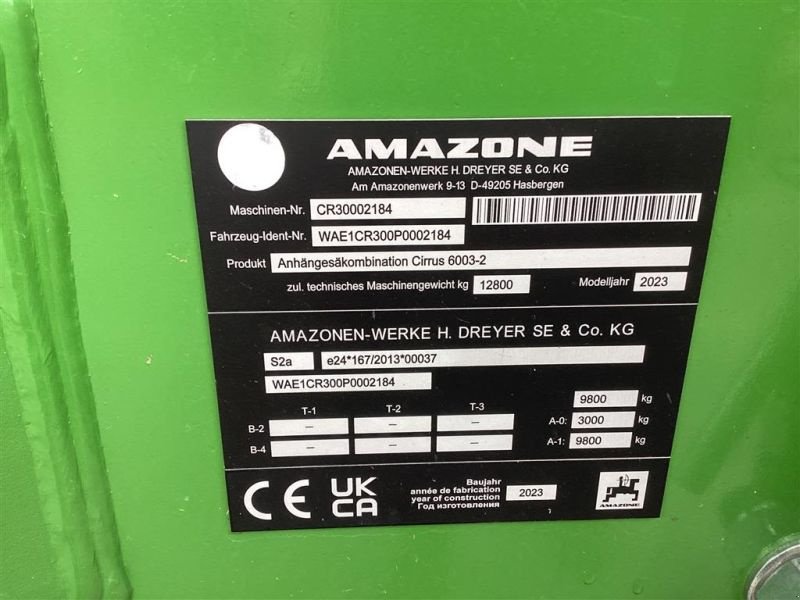 AMAZONE
AMAZONEN-WERKE H. DREYER SE & Co. KG
Am Amazonenwerk 9-13 D-49205 Hasbergen
Maschinen-Nr. CR30002184
Fahrzeug-Ident-Nr. WAE1CR300P0002184
Produkt Anhängesäkombination Cirrus 6003-2
zul. technisches Maschinengewicht kg 12800 Modelljahr 2023
AMAZONEN-WERKE H. DREYER SE & Co. KG
S2a e24*167/2013*00037
WAE1CR300P0002184
9800 kg
T-1 T-2 T-3
A-0: 3000 kg
B-2 – – –
A-1: 9800 kg
B-4 – – –
CE UK CA
Baujahr
année de fabrication
year of construction
Год изготовления
2023
AMAZONE